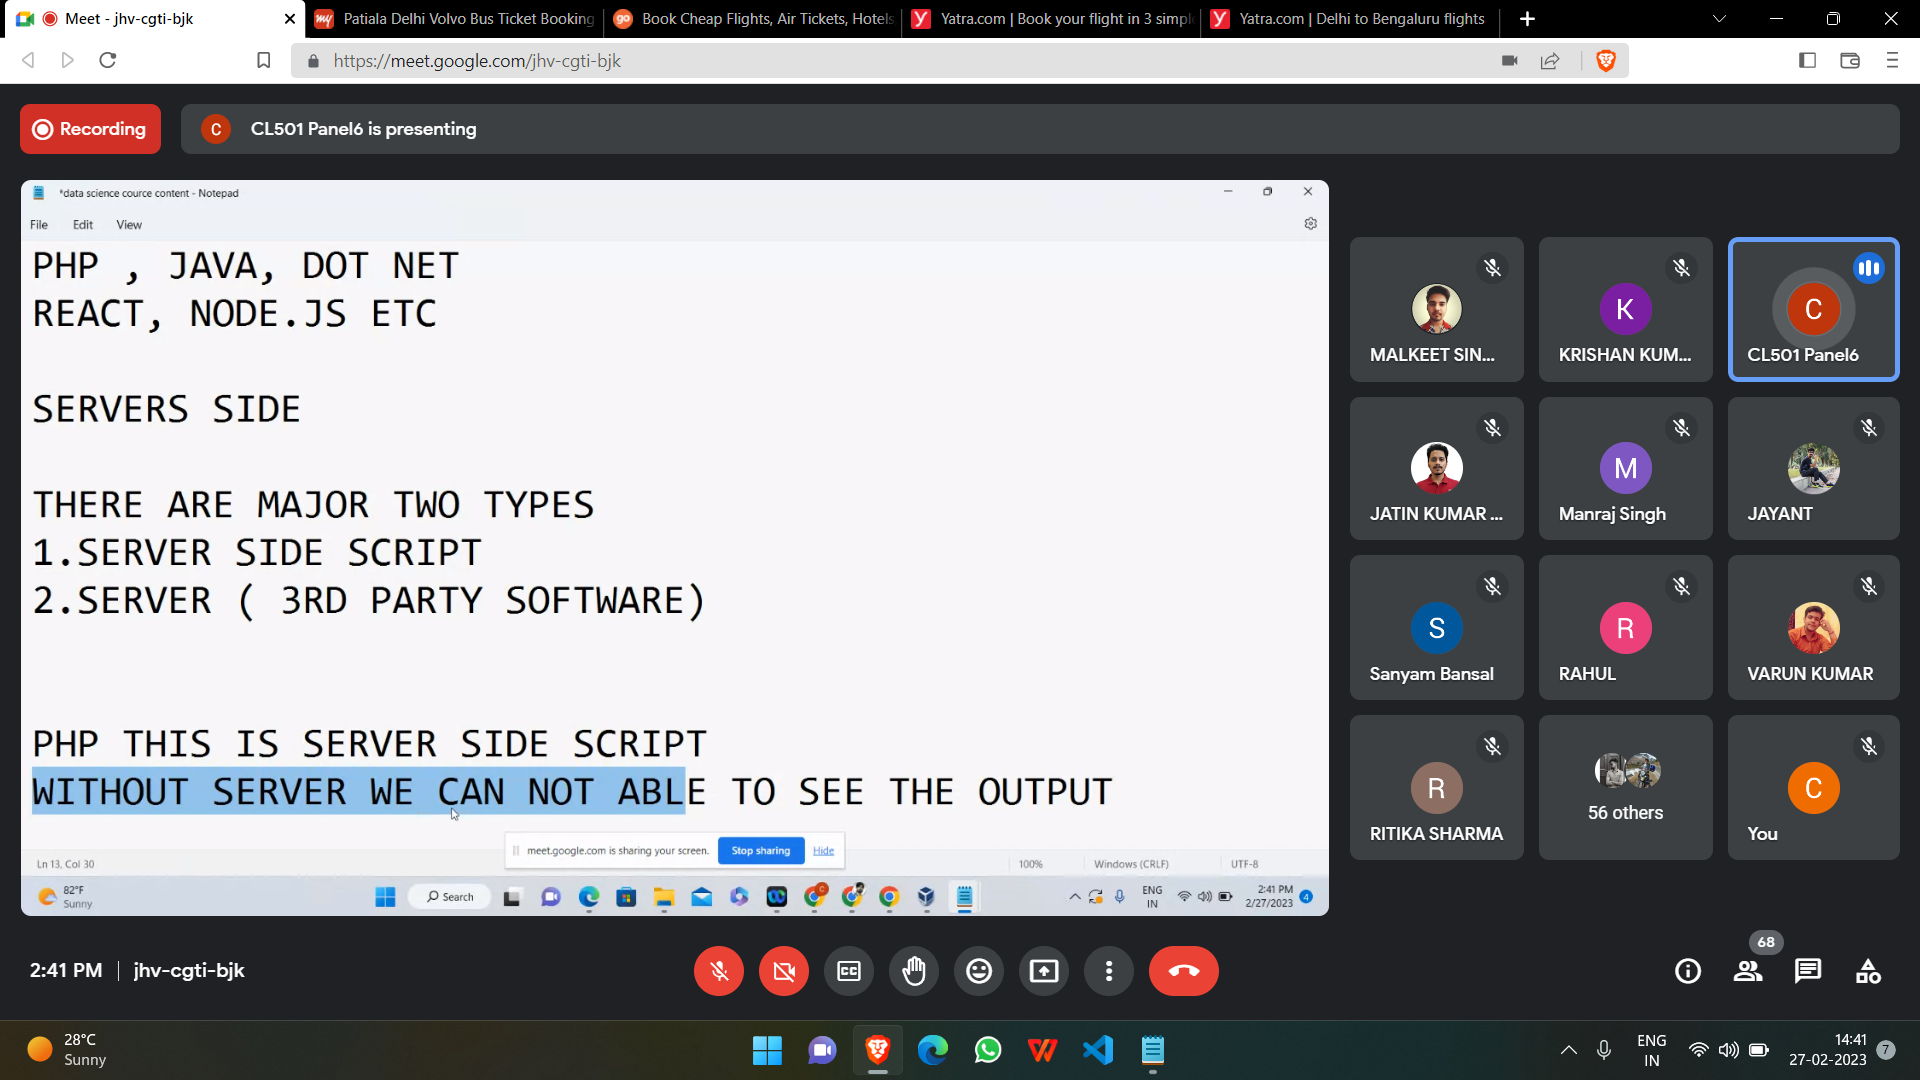 Meet - jhv-cgti-bjk
Patiala Delhi Volvo Bus Ticket Booking
Book Cheap Flights, Air Tickets, Hotels
Yatra.com | Book your flight in 3 simpl
Yatra.com | Delhi to Bengaluru flights
https://meet.google.com/jhv-cgti-bjk
Recording
C
CL501 Panel6 is presenting
*data science cource content - Notepad
File Edit View
PHP , JAVA, DOT NET
REACT, NODE.JS ETC
SERVERS SIDE
THERE ARE MAJOR TWO TYPES
1.SERVER SIDE SCRIPT
2.SERVER ( 3RD PARTY SOFTWARE)
PHP THIS IS SERVER SIDE SCRIPT
WITHOUT SERVER WE CAN NOT ABLE TO SEE THE OUTPUT
meet.google.com is sharing your screen. Stop sharing Hide
Ln 13, Col 30
100%
Windows (CRLF)
UTF-8
82°F
Sunny
Search
ENG
IN
2:41 PM
2/27/2023
4
MALKEET SIN...
K
KRISHAN KUM...
C
CL501 Panel6
JATIN KUMAR ...
M
Manraj Singh
JAYANT
S
Sanyam Bansal
R
RAHUL
VARUN KUMAR
R
RITIKA SHARMA
56 others
C
You
2:41 PM | jhv-cgti-bjk
68
28°C
Sunny
ENG
IN
14:41
27-02-2023
7